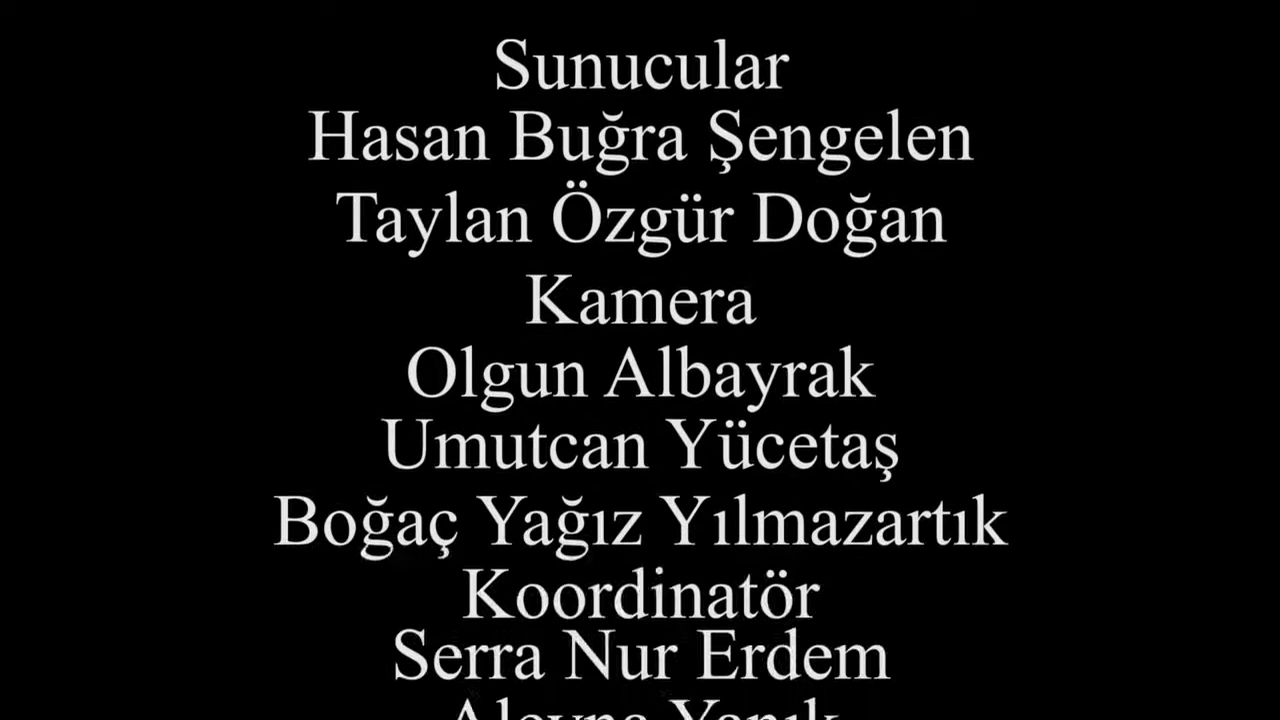 Sunucular
Hasan Buğra Şengelen
Taylan Özgür Doğan
Kamera
Olgun Albayrak
Umutcan Yücetaş
Boğaç Yağız Yılmazartık
Koordinatör
Serra Nur Erdem